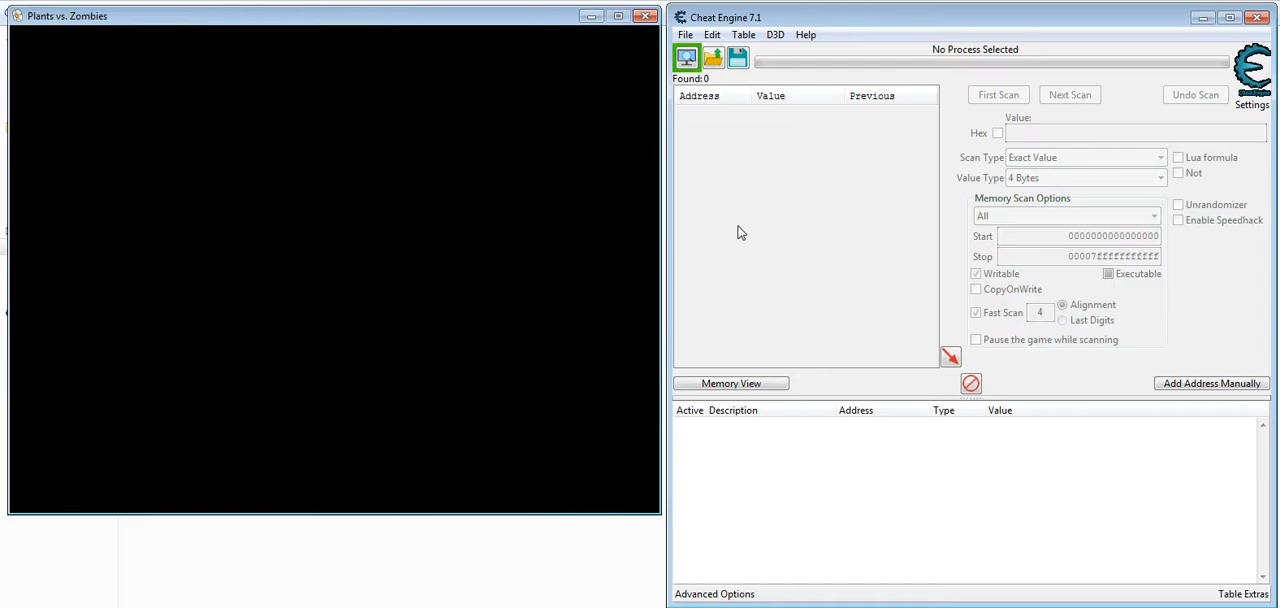 Plants vs. Zombies
Cheat Engine 7.1
File Edit Table D3D Help
No Process Selected
Found:0
Address Value Previous
First Scan Next Scan Undo Scan
Cheat Engine
Settings
Value:
Hex
Scan Type Exact Value Lua formula
Value Type 4 Bytes Not
Memory Scan Options
All
Unrandomizer
Enable Speedhack
Start 0000000000000000
Stop 00007fffffffffff
Writable Executable
CopyOnWrite
Fast Scan 4 Alignment
Last Digits
Pause the game while scanning
Memory View Add Address Manually
Active Description Address Type Value
Advanced Options Table Extras